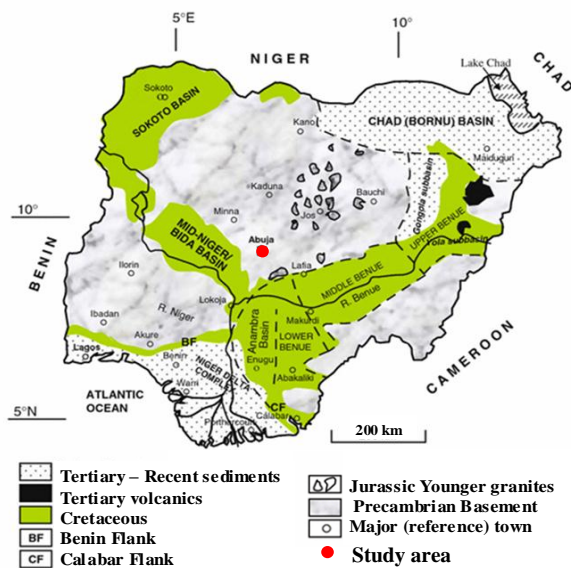 5°E
10°
NIGER
Lake Chad
CHAD
Sokoto
SOKOTO BASIN
Kano
CHAD (BORNU) BASIN
Maiduguri
Gongola subbasin
Kaduna
Bauchi
Jos
10°
Minna
UPPER BENUE
Yola subbasin
MID-NIGER/
BIDA BASIN
Abuja
BENIN
Ilorin
Lafia
MIDDLE BENUE
R. Benue
Lokoja
R. Niger
Makurdi
Ibadan
Akure
BF
Anambra
Basin
LOWER
BENUE
CAMEROON
Lagos
Benin
Enugu
Abakaliki
NIGER DELTA
COMPLEX
Warri
ATLANTIC
OCEAN
CF
Calabar
5°N
Portharcourt
200 km
Tertiary – Recent sediments
Tertiary volcanics
Cretaceous
BF Benin Flank
CF Calabar Flank
Jurassic Younger granites
Precambrian Basement
Major (reference) town
Study area